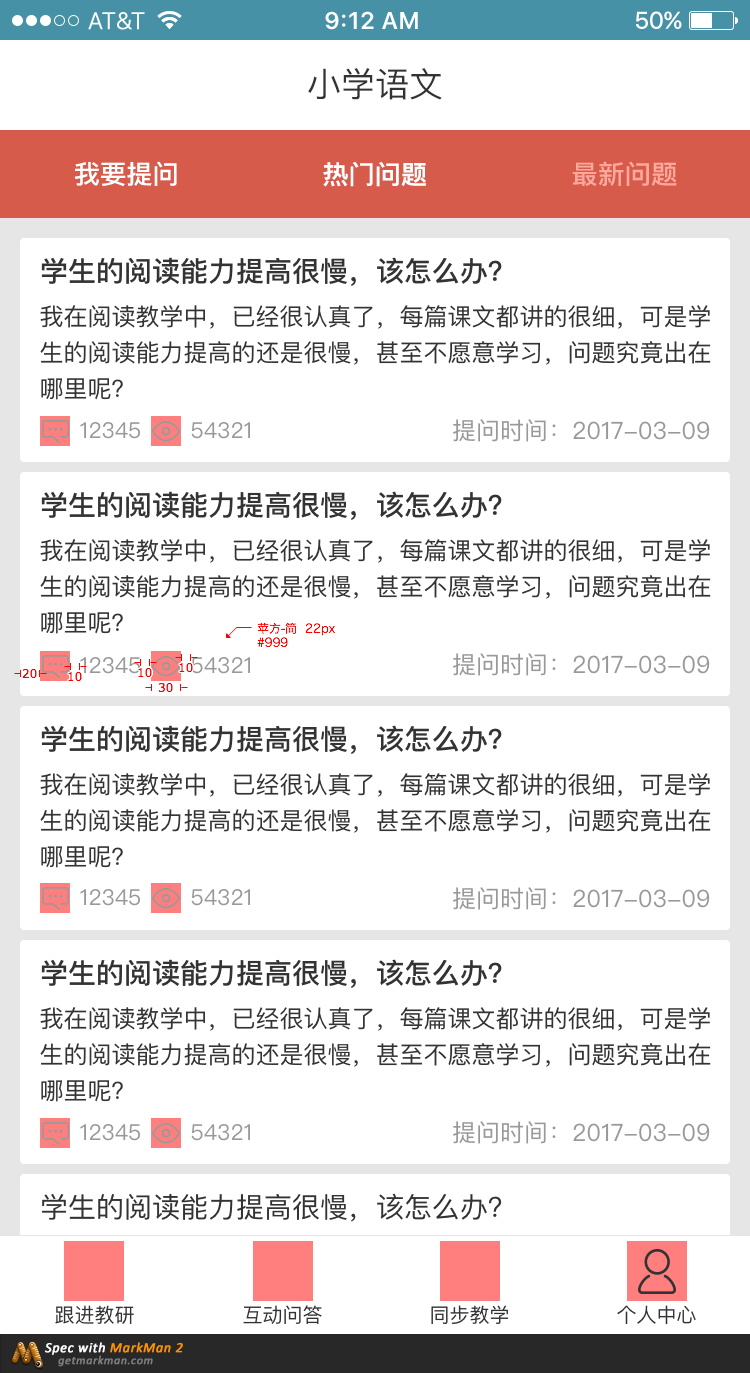 AT&T 9:12 AM 50%
小学语文
我要提问 热门问题 最新问题
学生的阅读能力提高很慢，该怎么办？
我在阅读教学中，已经很认真了，每篇课文都讲的很细，可是学
生的阅读能力提高的还是很慢，甚至不愿意学习，问题究竟出在
哪里呢？
12345 54321 提问时间：2017-03-09
学生的阅读能力提高很慢，该怎么办？
我在阅读教学中，已经很认真了，每篇课文都讲的很细，可是学
生的阅读能力提高的还是很慢，甚至不愿意学习，问题究竟出在
哪里呢？
苹方-简 22px
#999
12345 54321 提问时间：2017-03-09
20 10 10 10
30
学生的阅读能力提高很慢，该怎么办？
我在阅读教学中，已经很认真了，每篇课文都讲的很细，可是学
生的阅读能力提高的还是很慢，甚至不愿意学习，问题究竟出在
哪里呢？
12345 54321 提问时间：2017-03-09
学生的阅读能力提高很慢，该怎么办？
我在阅读教学中，已经很认真了，每篇课文都讲的很细，可是学
生的阅读能力提高的还是很慢，甚至不愿意学习，问题究竟出在
哪里呢？
12345 54321 提问时间：2017-03-09
学生的阅读能力提高很慢，该怎么办？
跟进教研 互动问答 同步教学 个人中心
Spec with MarkMan 2
getmarkman.com